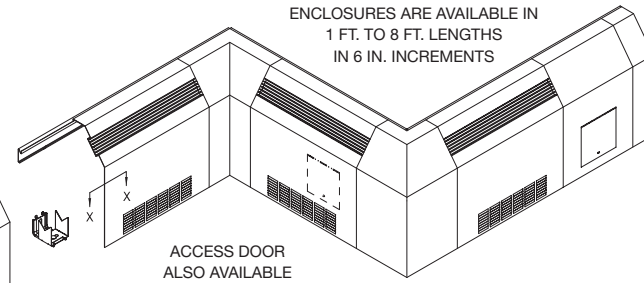 ENCLOSURES ARE AVAILABLE IN
1 FT. TO 8 FT. LENGTHS
IN 6 IN. INCREMENTS
X
X
ACCESS DOOR
ALSO AVAILABLE